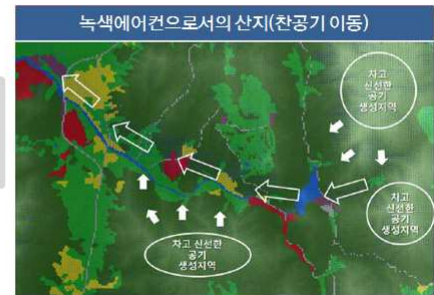 녹색에어컨으로서의 산지(찬공기 이동)
차고
신선한
공기
생성지역
차고
신선한
공기
생성지역
차고 신선한
공기
생성지역